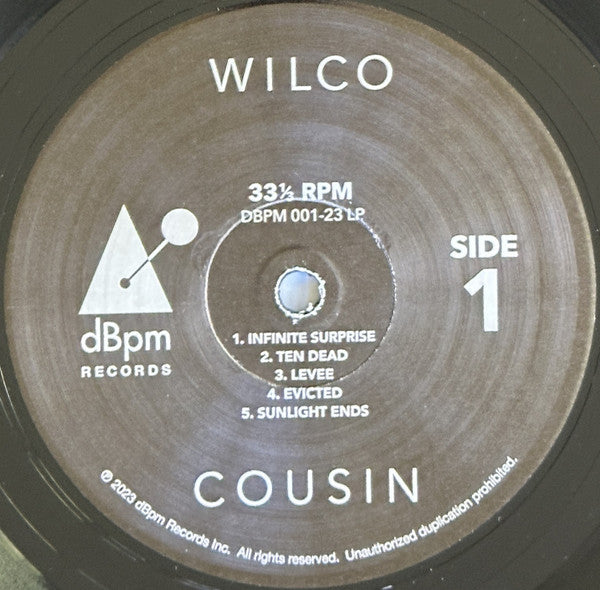 WILCO
33⅓ RPM
DBPM 001-23 LP
SIDE
1
dBpm
RECORDS
1. INFINITE SURPRISE
2. TEN DEAD
3. LEVEE
4. EVICTED
5. SUNLIGHT ENDS
COUSIN
℗ 2023 dBpm Records Inc. All rights reserved. Unauthorized duplication prohibited.